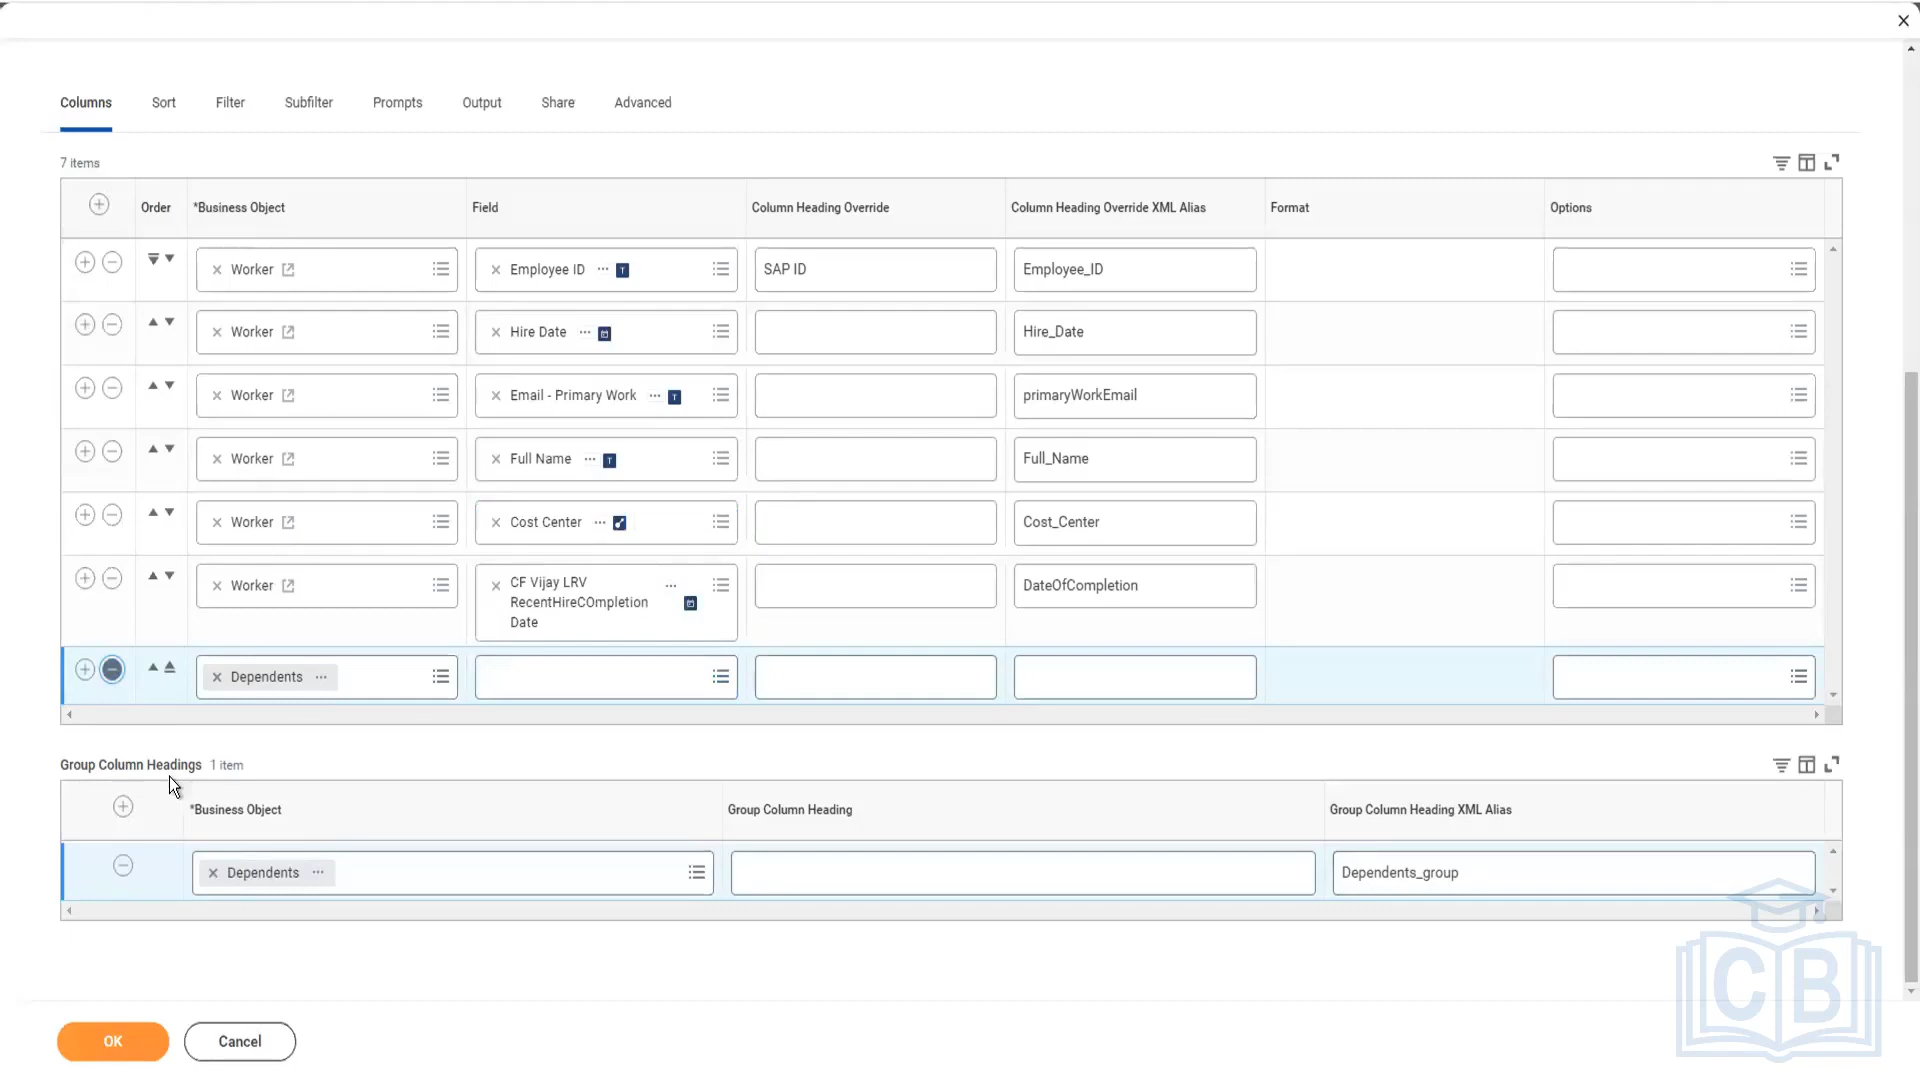 Columns Sort Filter Subfilter Prompts Output Share Advanced
7 items
Order *Business Object Field Column Heading Override Column Heading Override XML Alias Format Options
Worker Employee ID SAP ID Employee_ID
Worker Hire Date Hire_Date
Worker Email - Primary Work primaryWorkEmail
Worker Full Name Full_Name
Worker Cost Center Cost_Center
Worker CF Vijay LRV DateOfCompletion
RecentHireCOmpletion
Date
Dependents
Group Column Headings 1 item
*Business Object Group Column Heading Group Column Heading XML Alias
Dependents Dependents_group
CB
OK Cancel